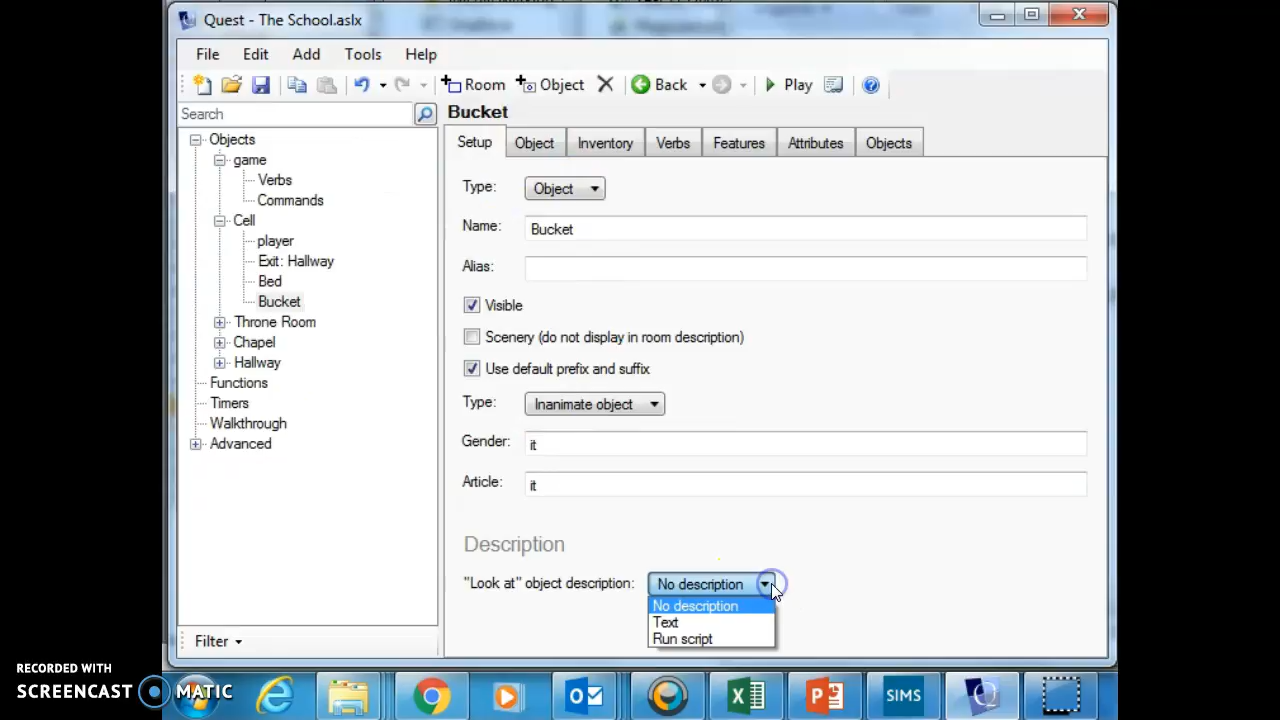 Quest - The School.aslx
File Edit Add Tools Help
Room Object Back Play
Search
Objects
game
Verbs
Commands
Cell
player
Exit: Hallway
Bed
Bucket
Throne Room
Chapel
Hallway
Functions
Timers
Walkthrough
Advanced
Filter
Bucket
Setup Object Inventory Verbs Features Attributes Objects
Type: Object
Name: Bucket
Alias:
Visible
Scenery (do not display in room description)
Use default prefix and suffix
Type: Inanimate object
Gender: it
Article: it
Description
"Look at" object description: No description
No description
Text
Run script
RECORDED WITH
SCREENCAST MATIC
SIMS